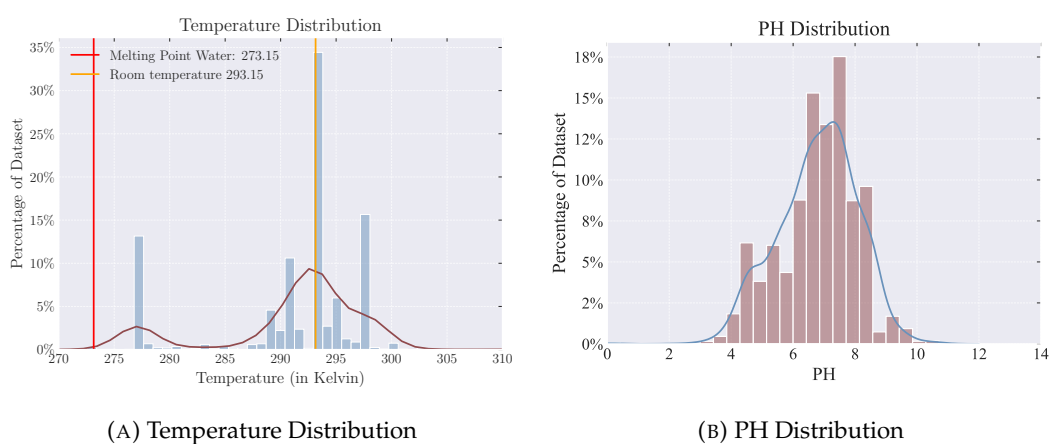 Temperature Distribution
Melting Point Water: 273.15
Room temperature 293.15
Percentage of Dataset
35%
30%
25%
20%
15%
10%
5%
0%
270 275 280 285 290 295 300 305 310
Temperature (in Kelvin)
(A) Temperature Distribution
PH Distribution
Percentage of Dataset
18%
15%
12%
10%
8%
5%
2%
0%
0 2 4 6 8 10 12 14
PH
(B) PH Distribution